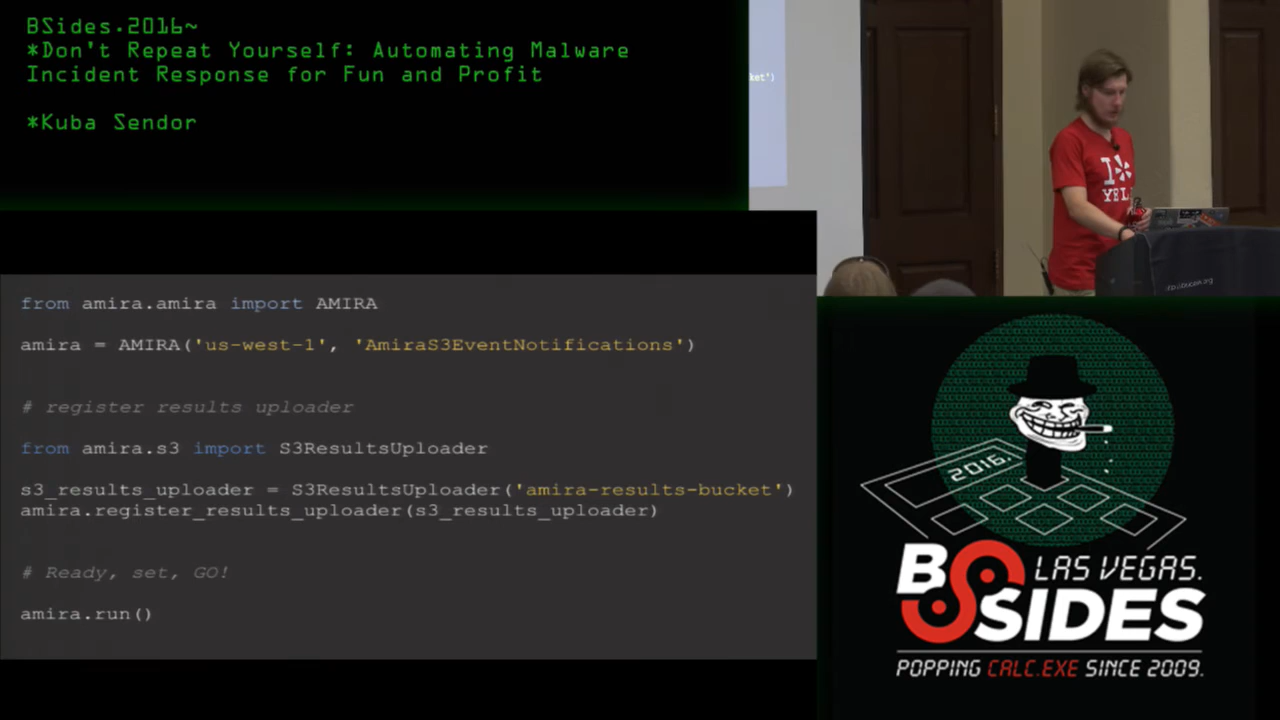 BSides.2016~
*Don't Repeat Yourself: Automating Malware
Incident Response for Fun and Profit
*Kuba Sendor
ket')
I YEL
from amira.amira import AMIRA
amira = AMIRA('us-west-1', 'AmiraS3EventNotifications')
# register results uploader
from amira.s3 import S3ResultsUploader
s3_results_uploader = S3ResultsUploader('amira-results-bucket')
amira.register_results_uploader(s3_results_uploader)
# Ready, set, GO!
amira.run()
2016.
BSIDES LAS VEGAS.
POPPING CALC.EXE SINCE 2009.